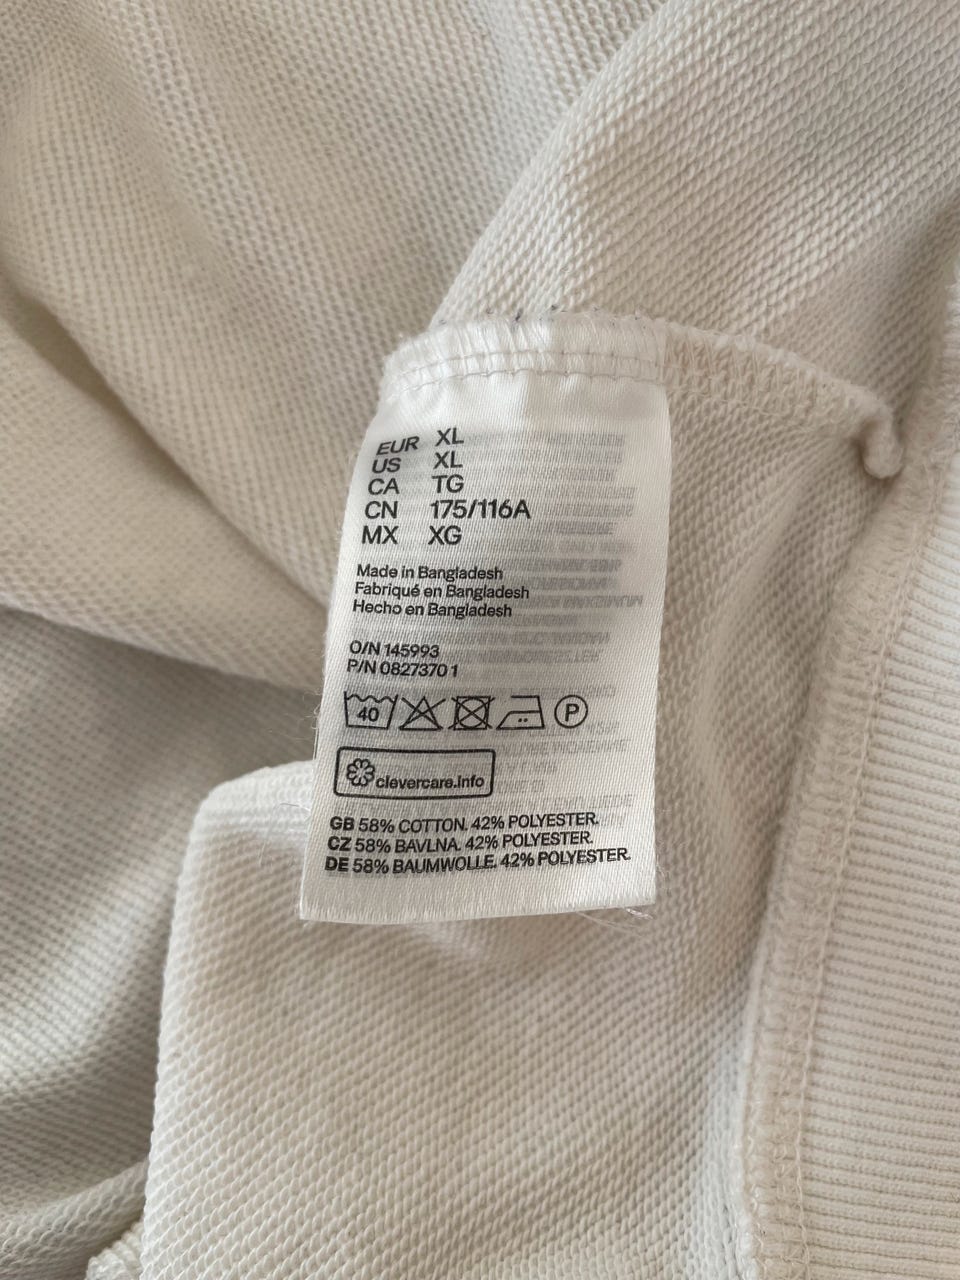 EUR XL
US XL
CA TG
CN 175/116A
MX XG
Made in Bangladesh
Fabriqué en Bangladesh
Hecho en Bangladesh
O/N 145993
P/N 08273701
40
P
clevercare.info
GB 58% COTTON. 42% POLYESTER.
CZ 58% BAVLNA. 42% POLYESTER.
DE 58% BAUMWOLLE. 42% POLYESTER.